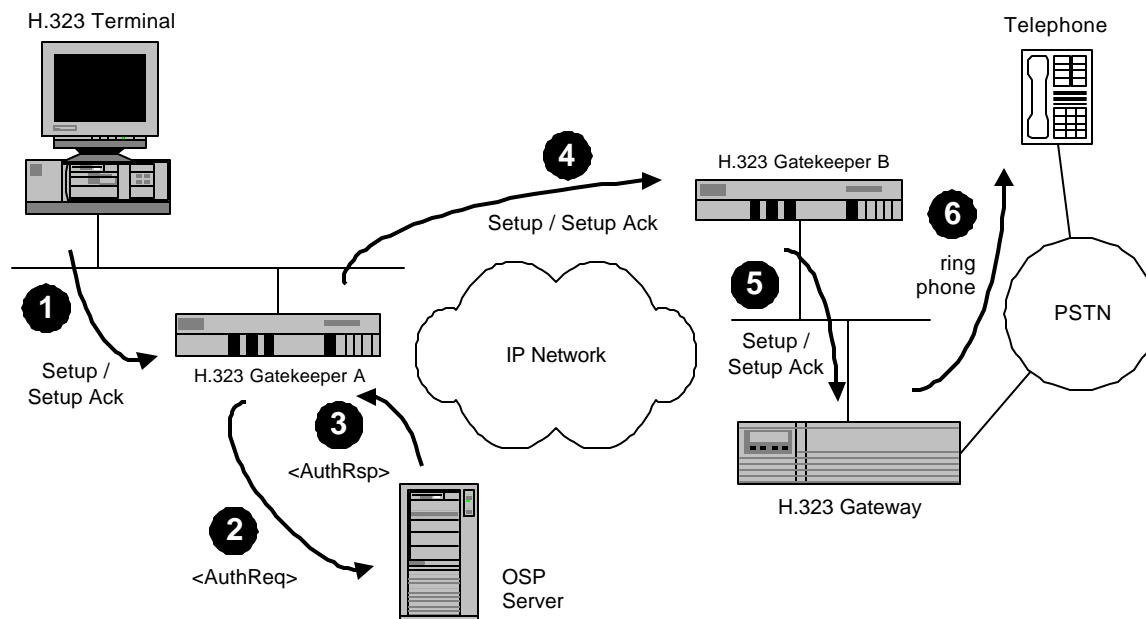 H.323 Terminal
Telephone
4
H.323 Gatekeeper B
Setup / Setup Ack
6
ring
phone
1
5
PSTN
Setup /
Setup Ack
H.323 Gatekeeper A
IP Network
Setup /
Setup Ack
3
<AuthRsp>
H.323 Gateway
2
<AuthReq>
OSP
Server